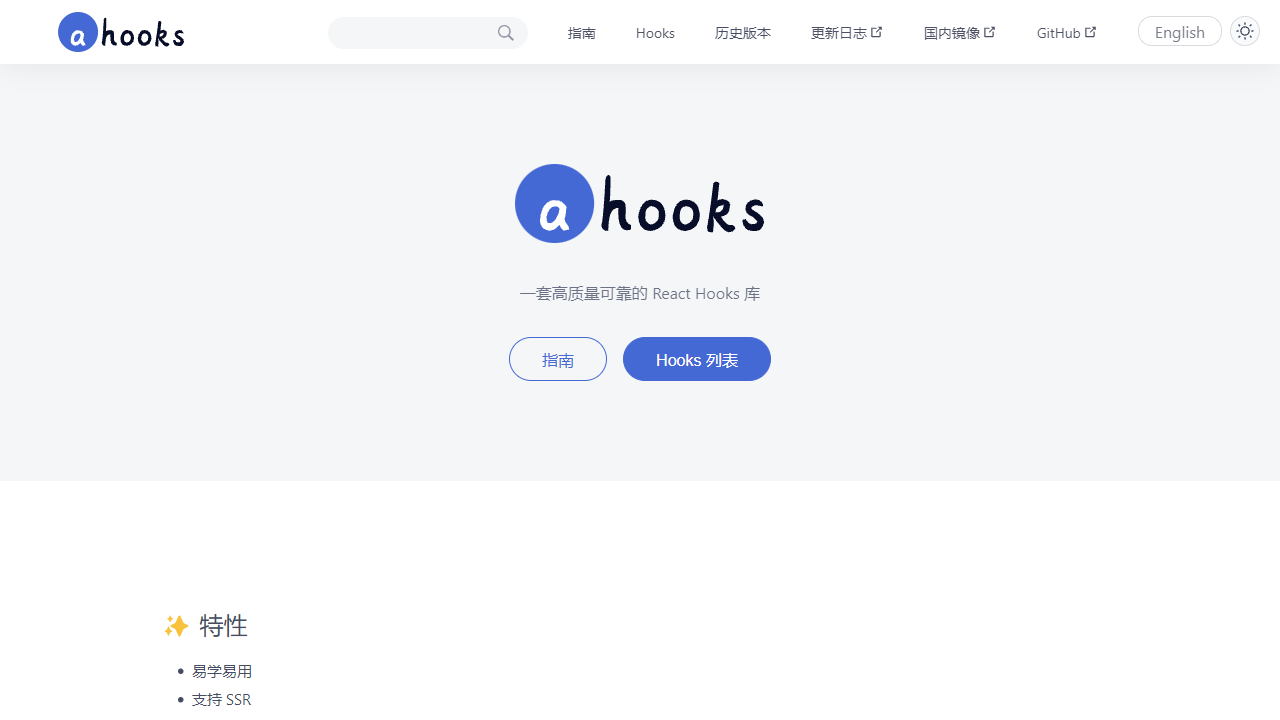 ahooks 指南 Hooks 历史版本 更新日志 国内镜像 GitHub English
ahooks
一套高质量可靠的 React Hooks 库
指南 Hooks 列表
✨ 特性
• 易学易用
• 支持 SSR